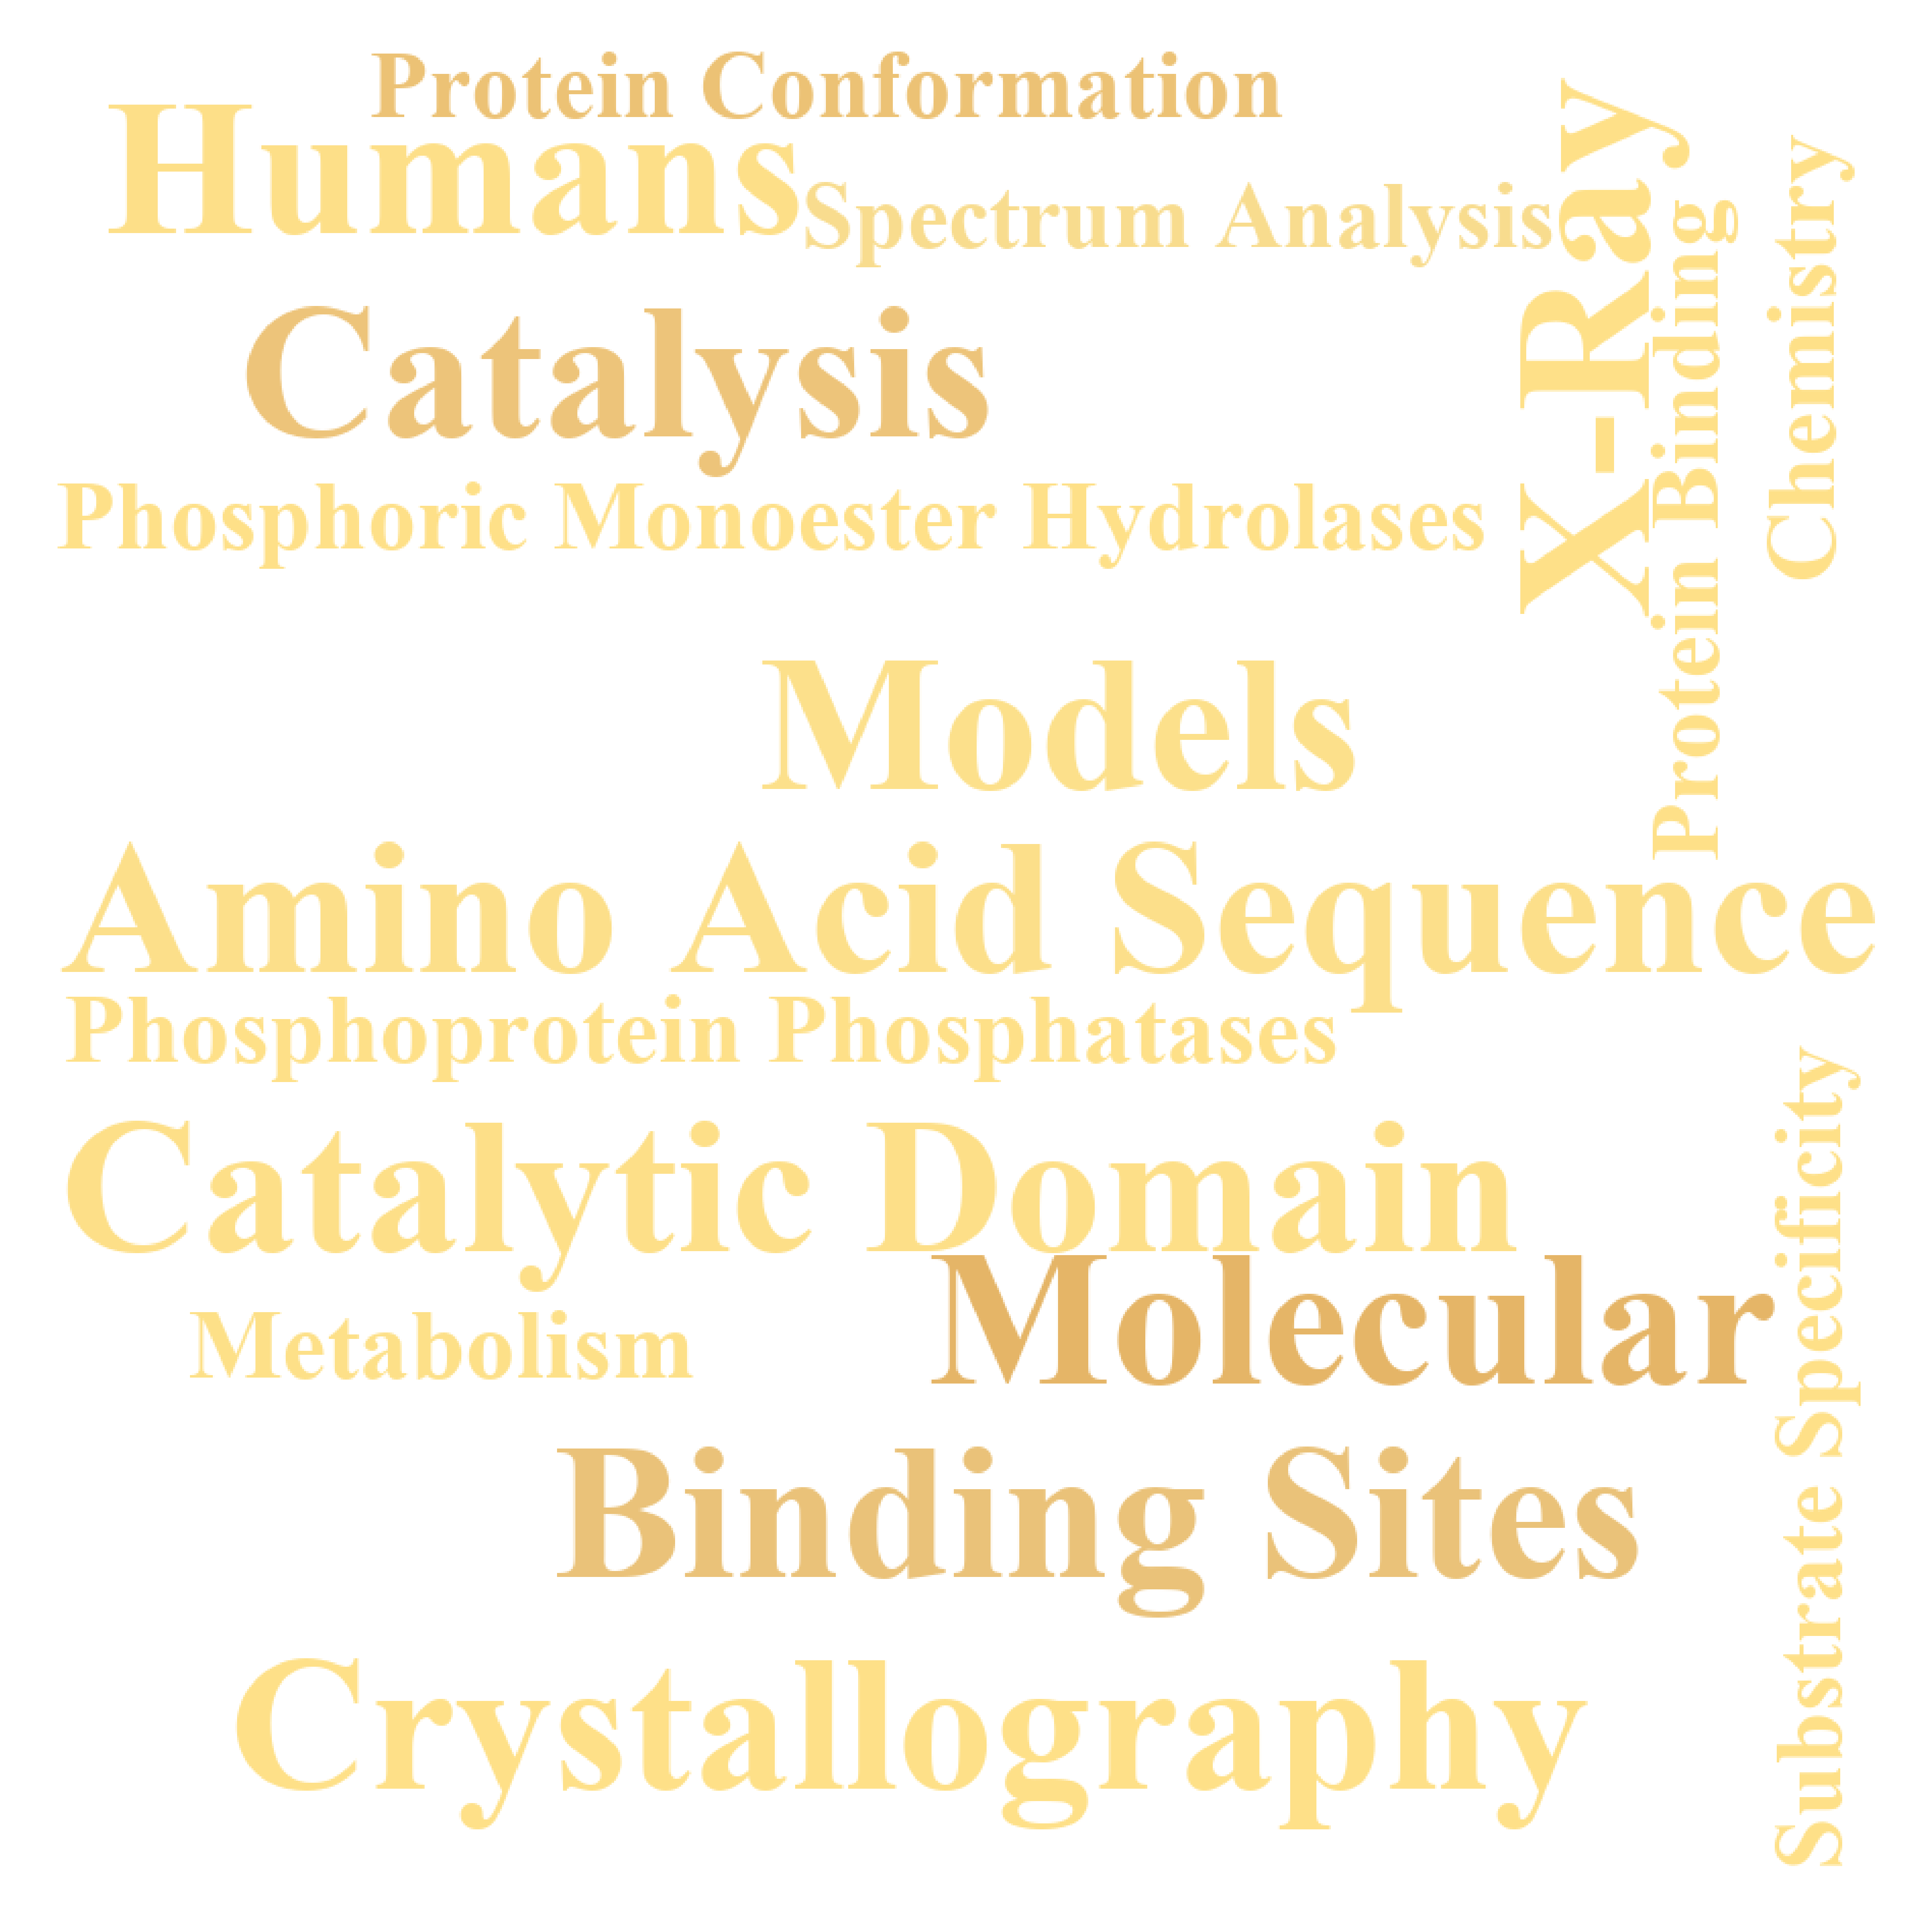 Protein Conformation
Humans
Spectrum Analysis
X-Ray
Protein Binding
Chemistry
Catalysis
Phosphoric Monoester Hydrolases
Models
Amino Acid Sequence
Phosphoprotein Phosphatases
Catalytic Domain
Molecular
Metabolism
Substrate Specificity
Binding Sites
Crystallography